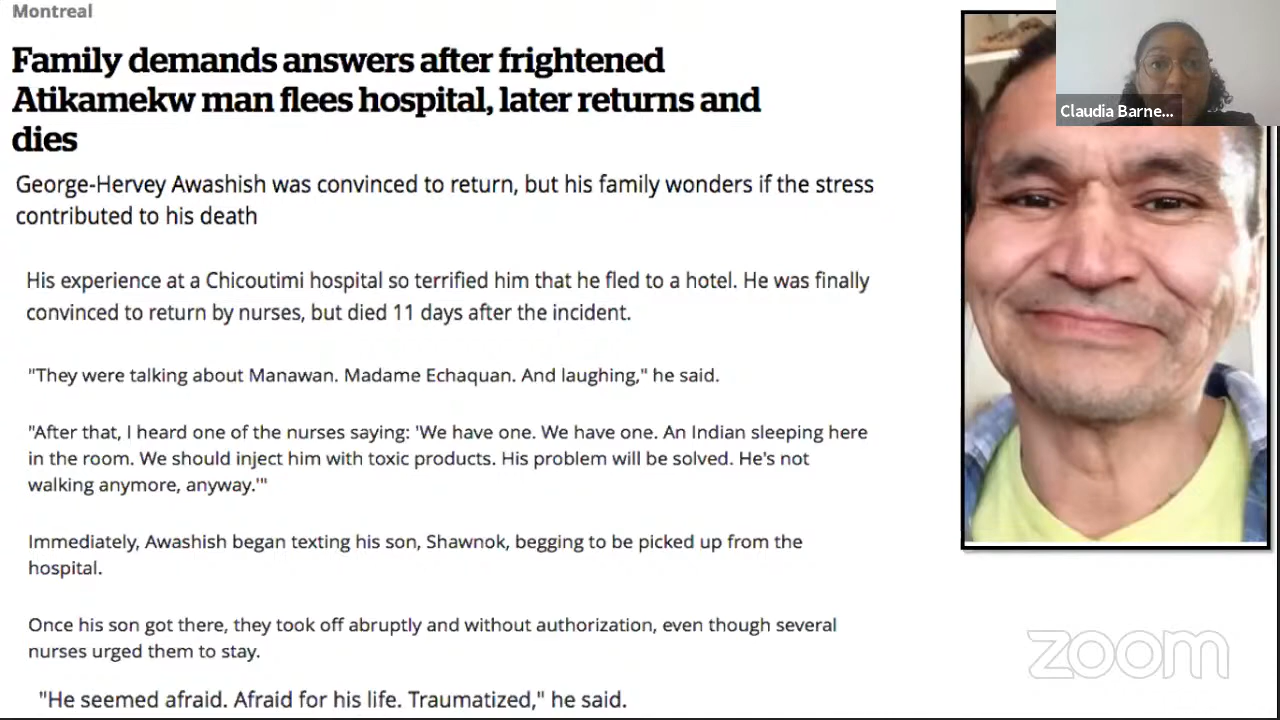 Montreal
Family demands answers after frightened
Atikamekw man flees hospital, later returns and
dies
George-Hervey Awashish was convinced to return, but his family wonders if the stress
contributed to his death
His experience at a Chicoutimi hospital so terrified him that he fled to a hotel. He was finally
convinced to return by nurses, but died 11 days after the incident.
"They were talking about Manawan. Madame Echaquan. And laughing," he said.
"After that, I heard one of the nurses saying: 'We have one. We have one. An Indian sleeping here
in the room. We should inject him with toxic products. His problem will be solved. He's not
walking anymore, anyway.'"
Immediately, Awashish began texting his son, Shawnok, begging to be picked up from the
hospital.
Once his son got there, they took off abruptly and without authorization, even though several
nurses urged them to stay.
"He seemed afraid. Afraid for his life. Traumatized," he said.
Claudia Barne...
zoom